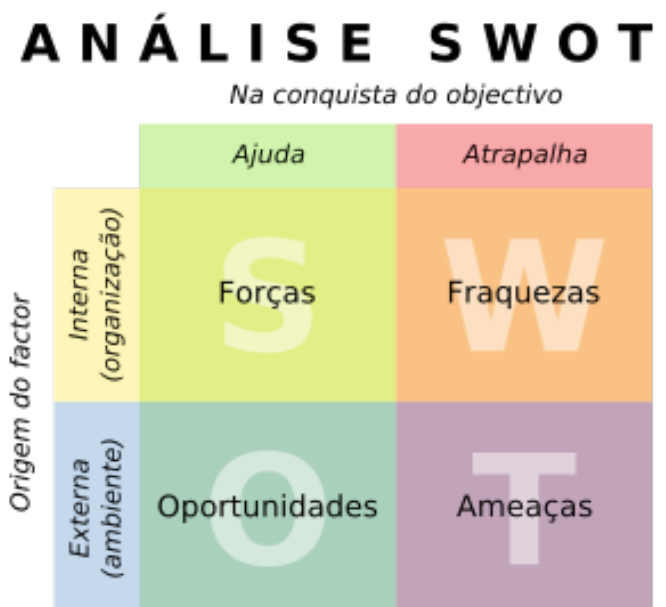 ANÁLISE SWOT
Na conquista do objectivo
Ajuda
Atrapalha
Origem do factor
Interna
(organização)
S
Forças
W
Fraquezas
Externa
(ambiente)
O
Oportunidades
T
Ameaças